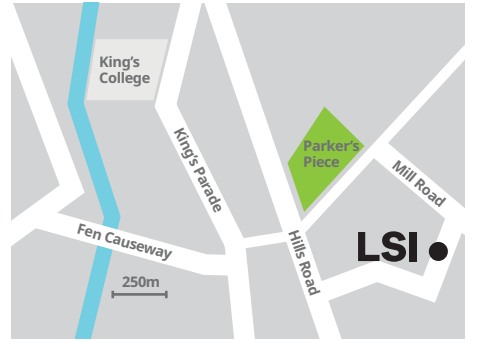 King's
College
King's Parade
Parker's
Piece
Mill Road
Fen Causeway
Hills Road
LSI
250m